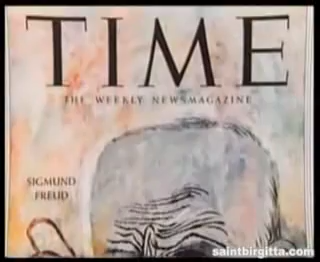 TIME
THE WEEKLY NEWSMAGAZINE
SIGMUND
FREUD
saintbirgitta.com